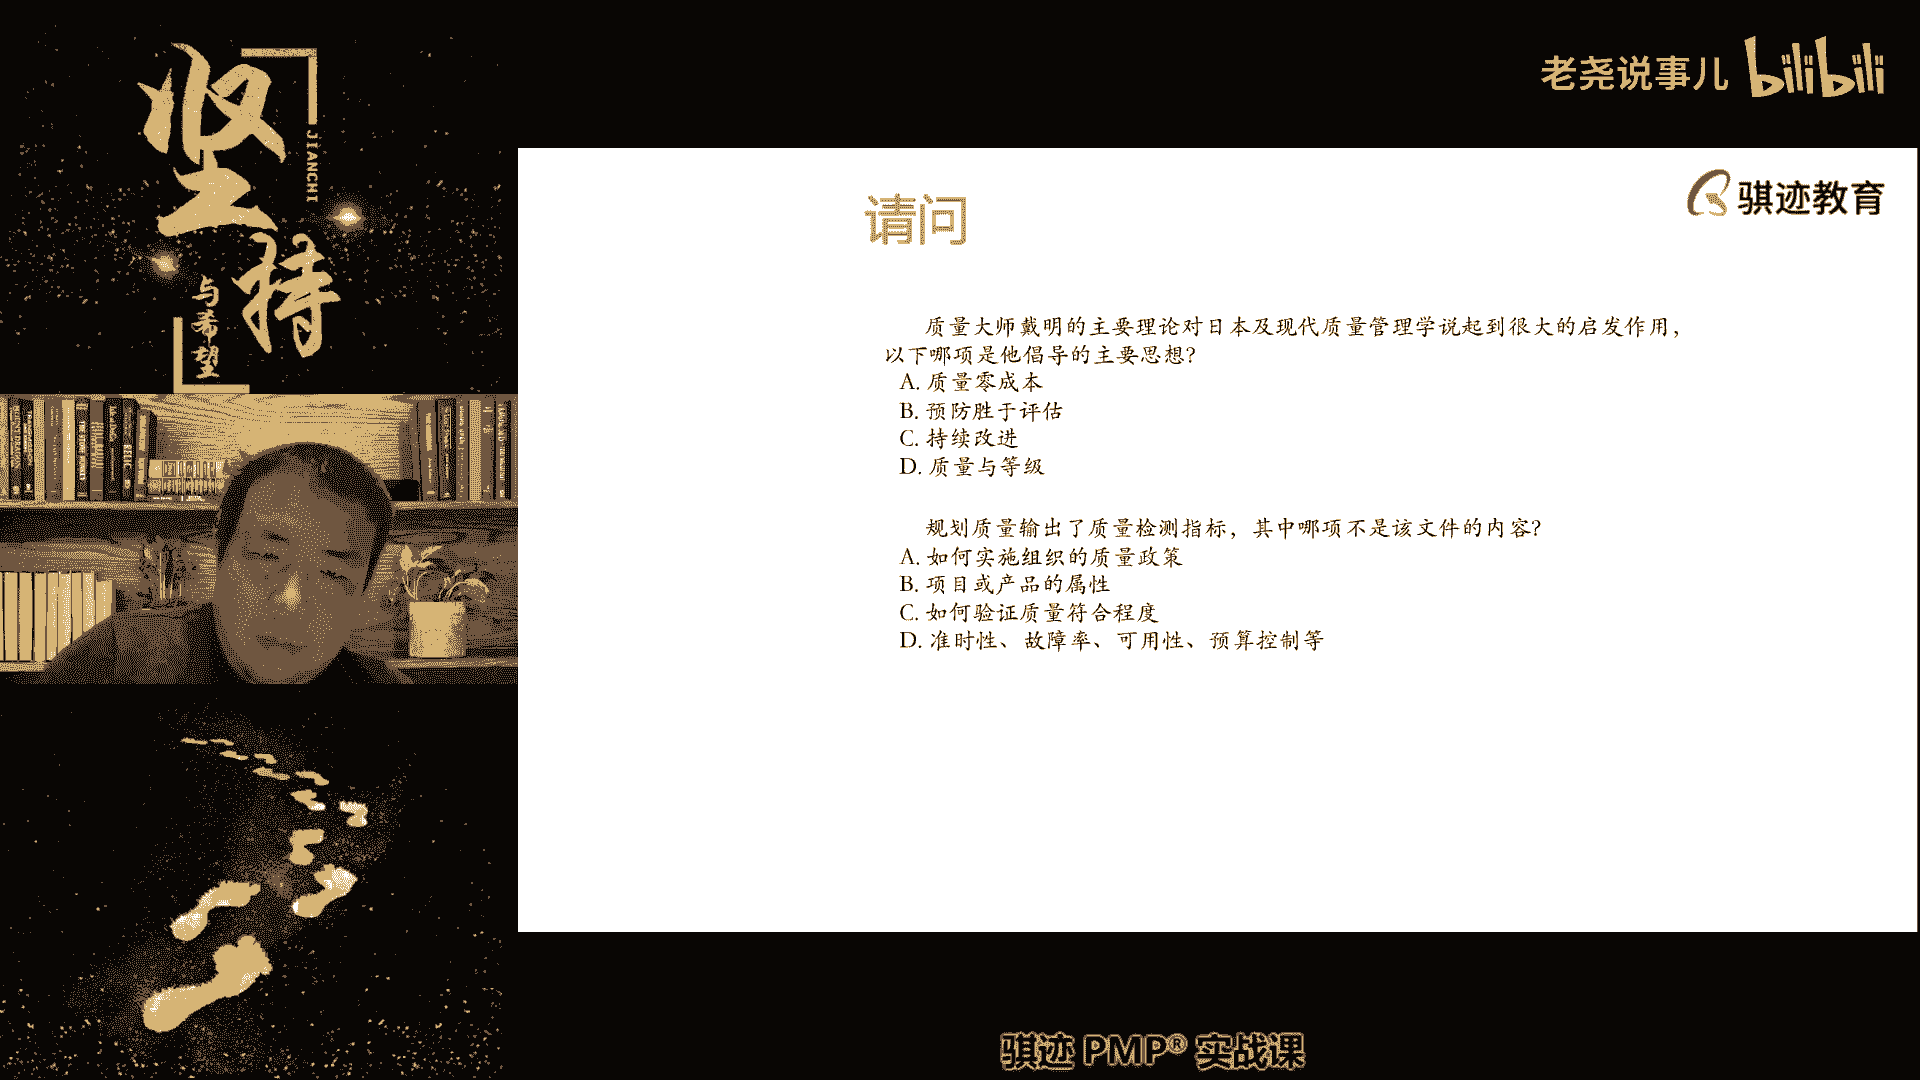 坚
持
JIANCHI
与希望
老尧说事儿 bilibili
骐迹教育
请问
质量大师戴明的主要理论对日本及现代质量管理学说起到很大的启发作用，
以下哪项是他倡导的主要思想？
A. 质量零成本
B. 预防胜于评估
C. 持续改进
D. 质量与等级
规划质量输出了质量检测指标，其中哪项不是该文件的内容？
A. 如何实施组织的质量政策
B. 项目或产品的属性
C. 如何验证质量符合程度
D. 准时性、故障率、可用性、预算控制等
骐迹 PMP® 实战课